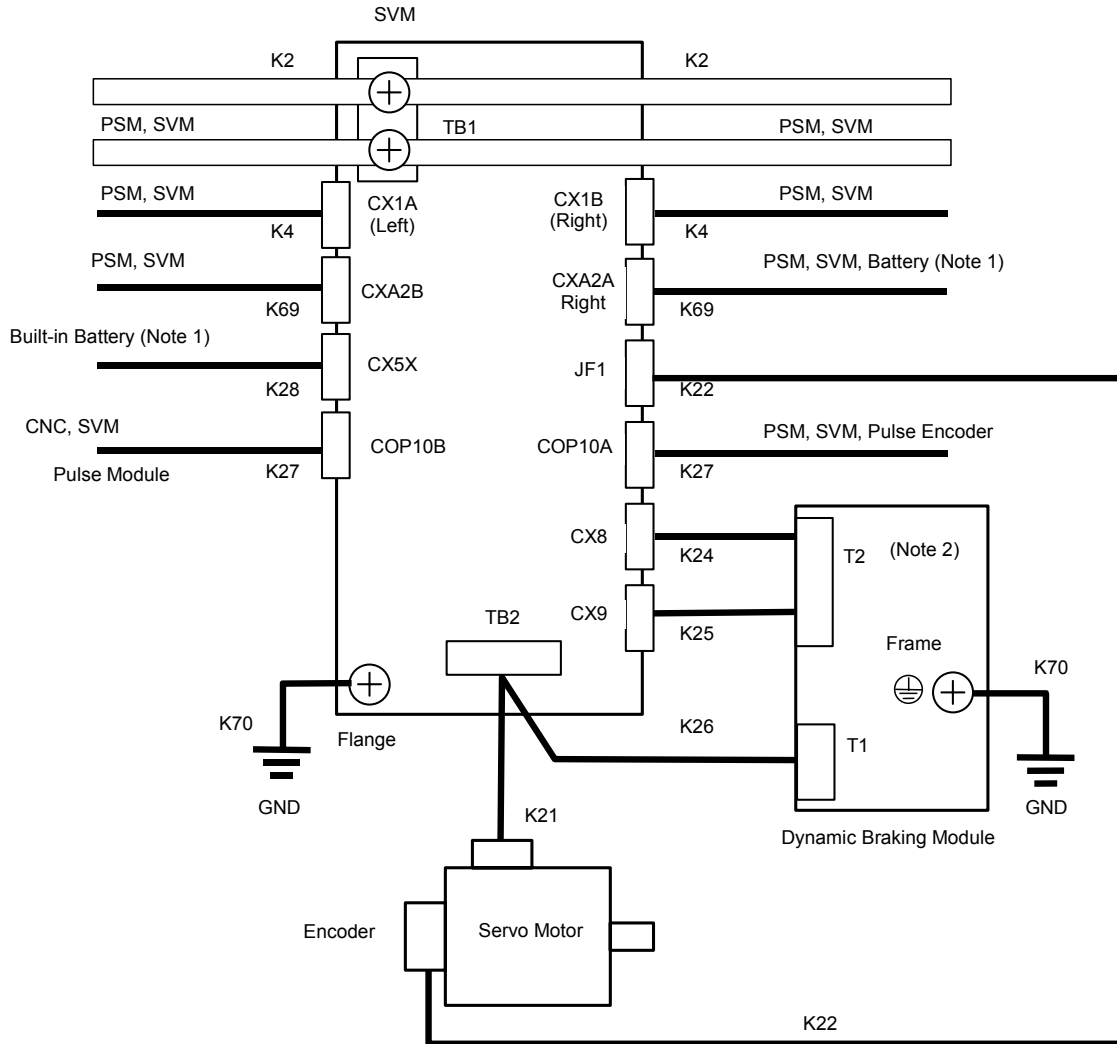 SVM
K2
K2
PSM, SVM
TB1
PSM, SVM
PSM, SVM
CX1A
(Left)
CX1B
(Right)
PSM, SVM
K4
K4
PSM, SVM
CXA2B
CXA2A
Right
PSM, SVM, Battery (Note 1)
K69
K69
Built-in Battery (Note 1)
CX5X
JF1
K28
K22
CNC, SVM
COP10B
COP10A
PSM, SVM, Pulse Encoder
Pulse Module
K27
K27
CX8
K24
T2
(Note 2)
TB2
CX9
K25
Frame
K70
K70
Flange
K26
T1
GND
GND
K21
Dynamic Braking Module
Encoder
Servo Motor
K22